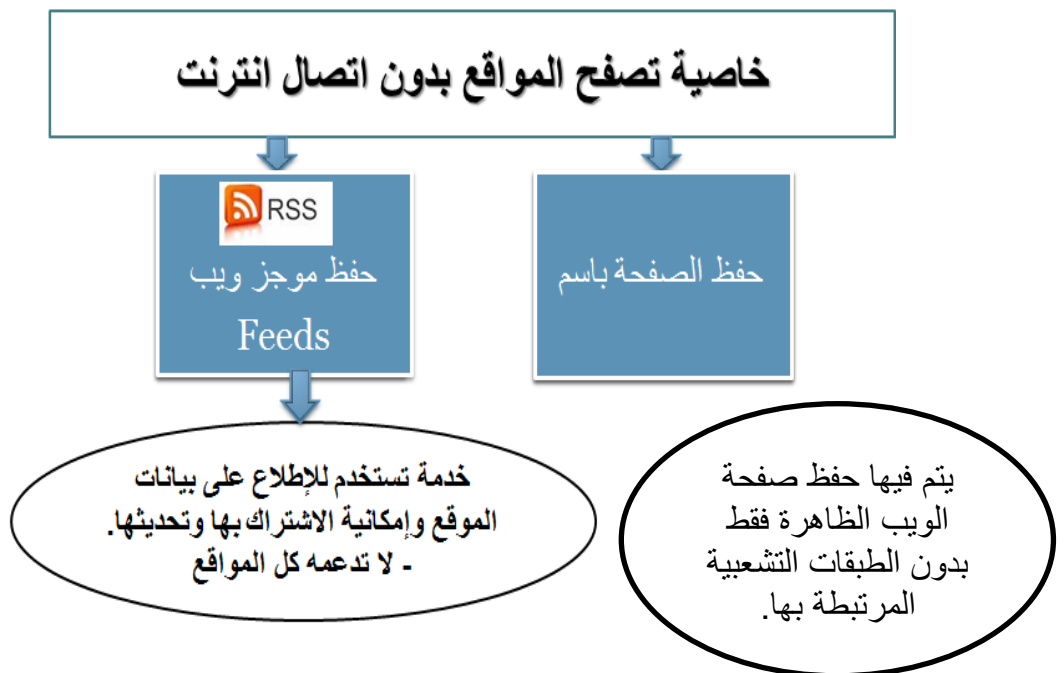 خاصية تصفح المواقع بدون اتصال انترنت
حفظ الصفحة باسم
RSS
حفظ موجز ويب
Feeds
يتم فيها حفظ صفحة
الويب الظاهرة فقط
بدون الطبقات التشعبية
المرتبطة بها.
خدمة تستخدم للإطلاع على بيانات
الموقع وإمكانية الاشتراك بها وتحديثها.
- لا تدعمه كل المواقع